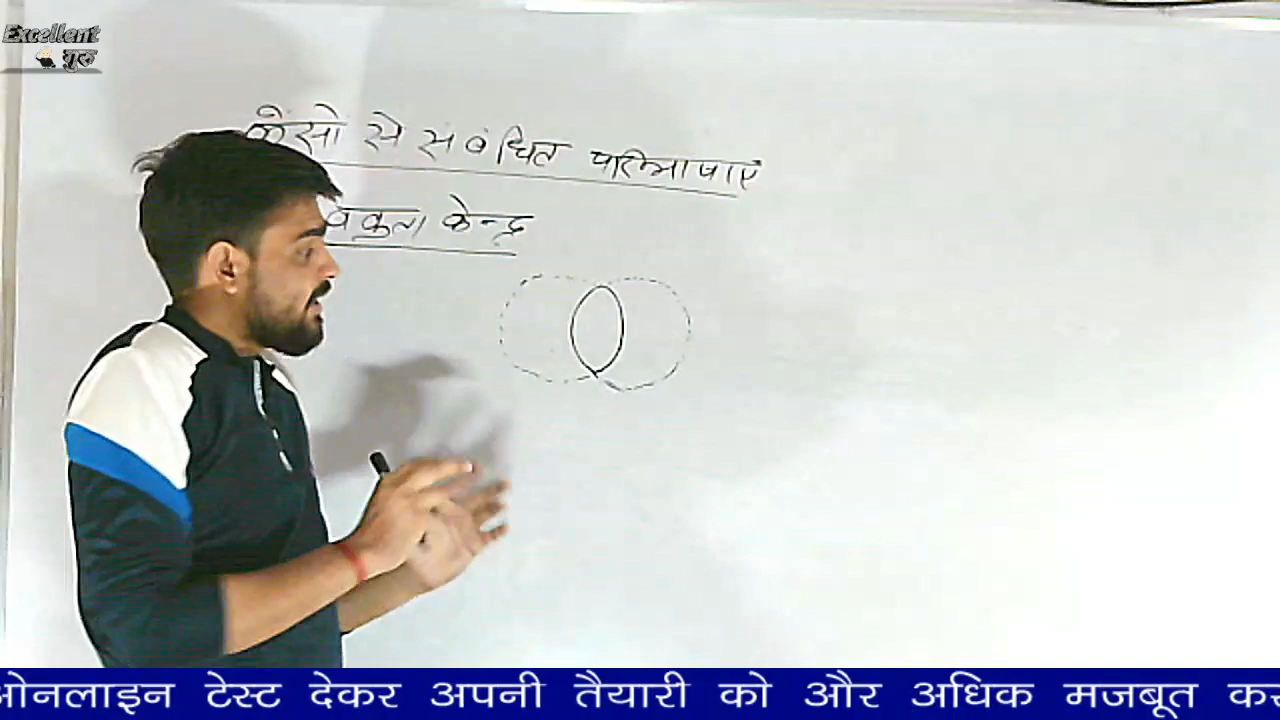 Excellent
गुरु
लेंसो से संबंधित परिभाषाएं
वक्रता केन्द्र
ओनलाइन टेस्ट देकर अपनी तैयारी को और अधिक मजबूत